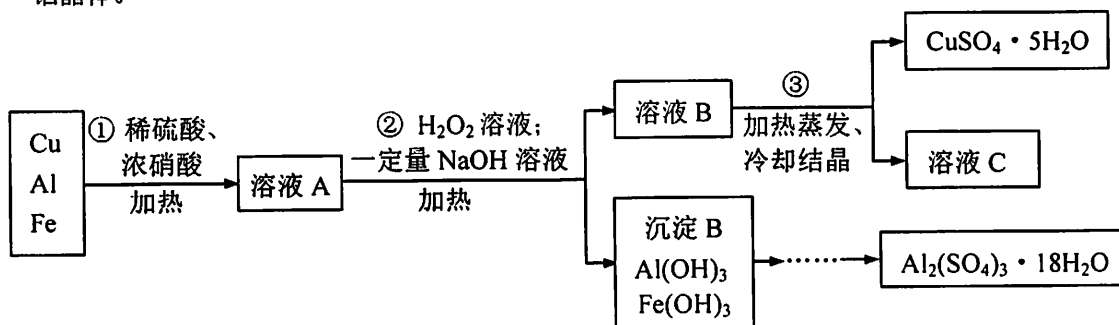 铝晶体。
Cu
Al
Fe
① 稀硫酸、
浓硝酸
加热
溶液 A
② H₂O₂ 溶液；
一定量 NaOH 溶液
加热
溶液 B
③
加热蒸发、
冷却结晶
CuSO₄・5H₂O
溶液 C
沉淀 B
Al(OH)₃
Fe(OH)₃
……
Al₂(SO₄)₃・18H₂O